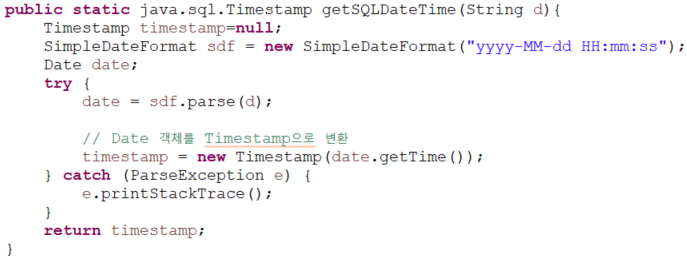 public static java.sql.Timestamp getSQLDateTime(String d){
    Timestamp timestamp=null;
    SimpleDateFormat sdf = new SimpleDateFormat("yyyy-MM-dd HH:mm:ss");
    Date date;
    try {
        date = sdf.parse(d);

        // Date 객체를 Timestamp으로 변환
        timestamp = new Timestamp(date.getTime());
    } catch (ParseException e) {
        e.printStackTrace();
    }
    return timestamp;
}